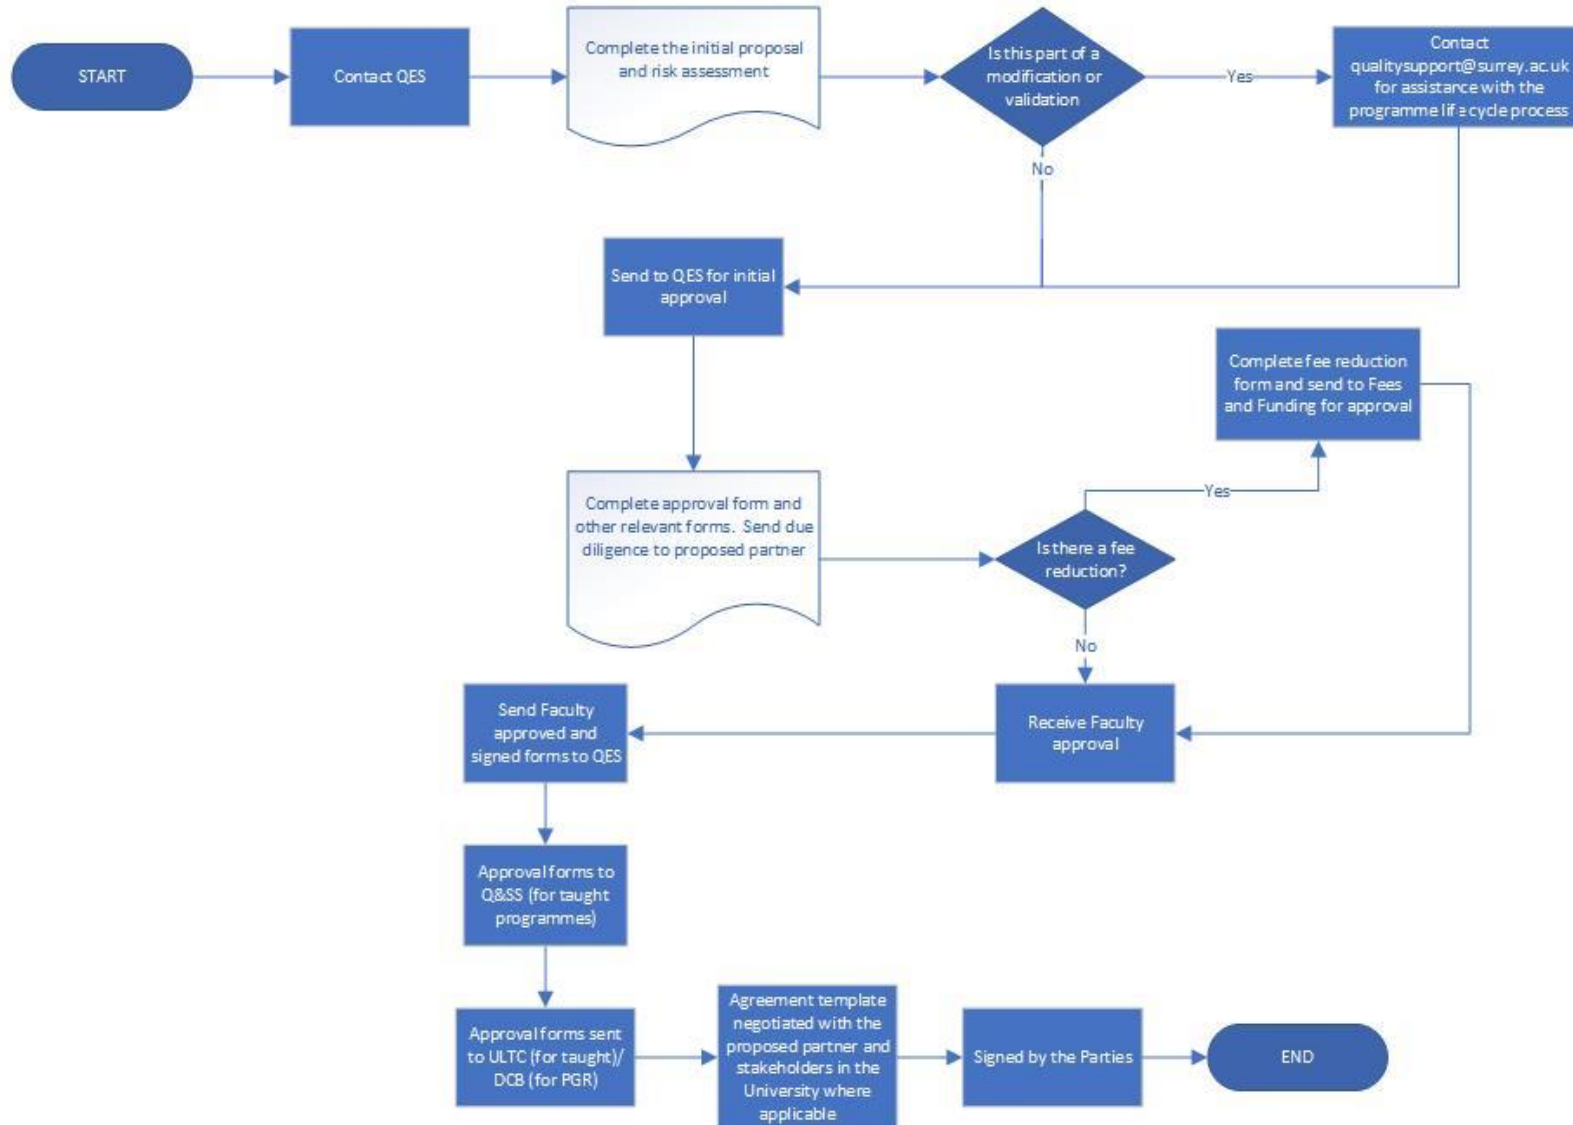 START
Contact QES
Complete the initial proposal
and risk assessment
Is this part of a
modification or
validation
Yes
Contact
qualitysupport@surrey.ac.uk
for assistance with the
programme life cycle process
No
Send to QES for initial
approval
Complete fee reduction
form and send to Fees
and Funding for approval
Yes
Complete approval form and
other relevant forms. Send due
diligence to proposed partner
Is there a fee
reduction?
No
Receive Faculty
approval
Send Faculty
approved and
signed forms to QES
Approval forms to
Q&SS (for taught
programmes)
Approval forms sent
to ULTC (for taught)/
DCB (for PGR)
Agreement template
negotiated with the
proposed partner and
stakeholders in the
University where
applicable
Signed by the Parties
END